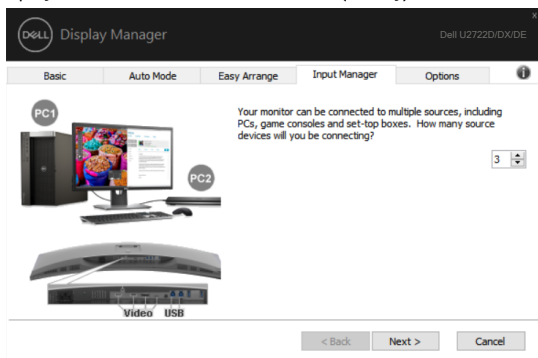 DELL Display Manager
Dell U2722D/DX/DE
x
Basic
Auto Mode
Easy Arrange
Input Manager
Options
i
PC1
PC2
Your monitor can be connected to multiple sources, including
PCs, game consoles and set-top boxes. How many source
devices will you be connecting?
3
Video
USB
< Back
Next >
Cancel